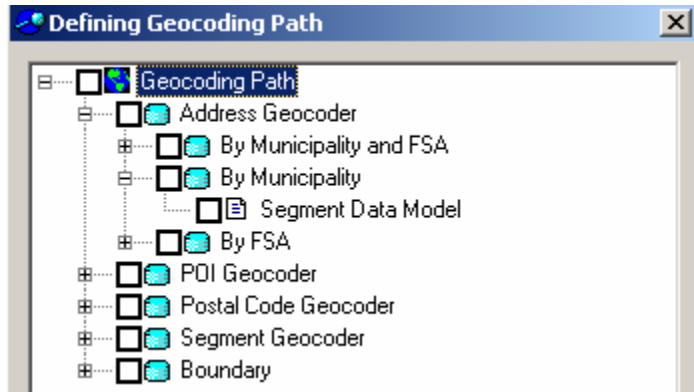 Defining Geocoding Path
Geocoding Path
Address Geocoder
By Municipality and FSA
By Municipality
Segment Data Model
By FSA
POI Geocoder
Postal Code Geocoder
Segment Geocoder
Boundary